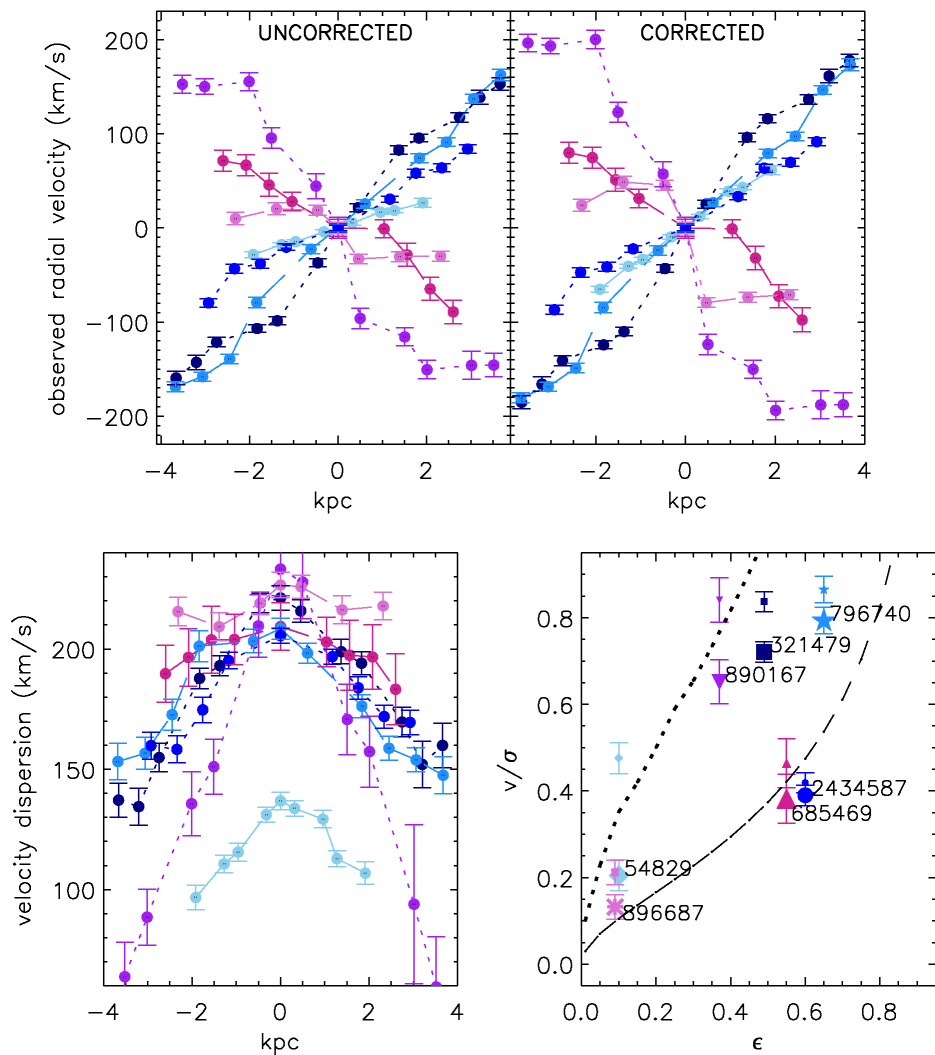 UNCORRECTED
CORRECTED
observed radial velocity (km/s)
200
100
0
−100
−200
−4 −2 0 2 −2 0 2 4
kpc kpc
velocity dispersion (km/s)
200
150
100
−4 −2 0 2 4
kpc
v/σ
0.8
0.6
0.4
0.2
0.0
796740
321479
890167
2434587
685469
54829
896687
0.0 0.2 0.4 0.6 0.8
ϵ